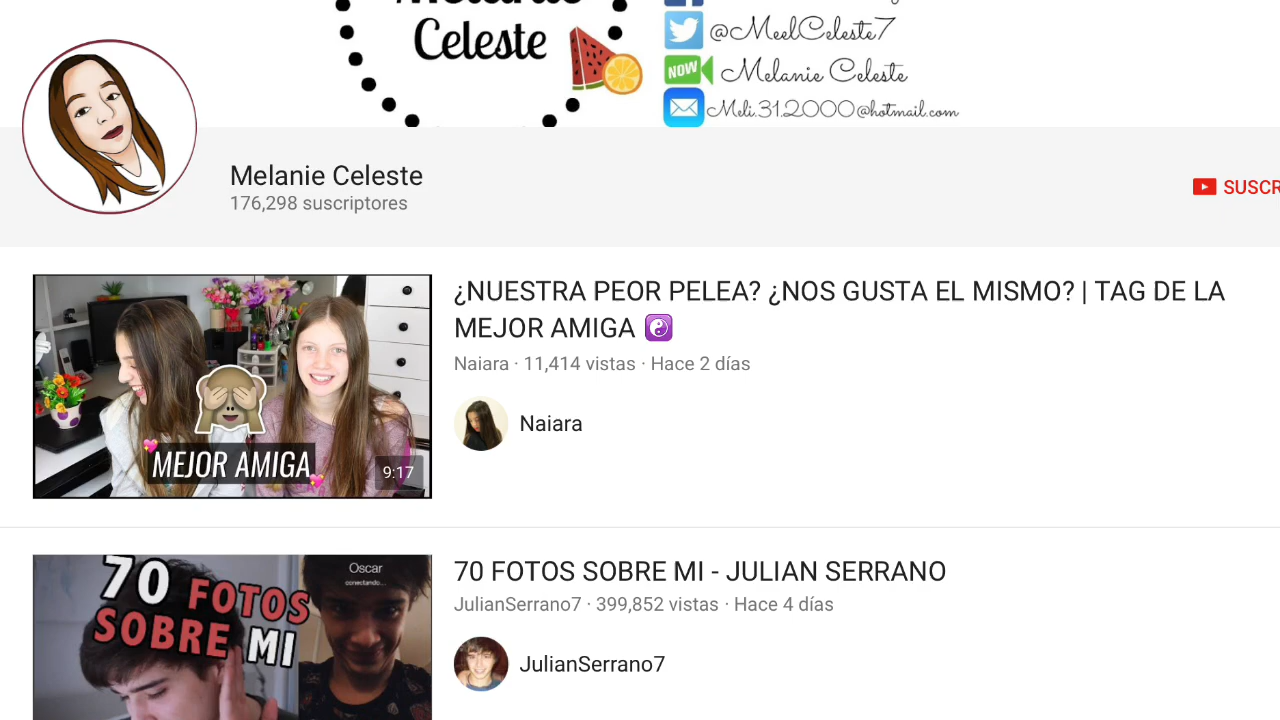 Celeste
@MeelCeleste7
NOW Melanie Celeste
Meli.31.2000@hotmail.com
Melanie Celeste
176,298 suscriptores
SUSCR
¿NUESTRA PEOR PELEA? ¿NOS GUSTA EL MISMO? | TAG DE LA
MEJOR AMIGA ☯️
Naiara · 11,414 vistas · Hace 2 días
Naiara
MEJOR AMIGA
9:17
70 FOTOS
SOBRE MI
Oscar
conectando...
70 FOTOS SOBRE MI - JULIAN SERRANO
JulianSerrano7 · 399,852 vistas · Hace 4 días
JulianSerrano7